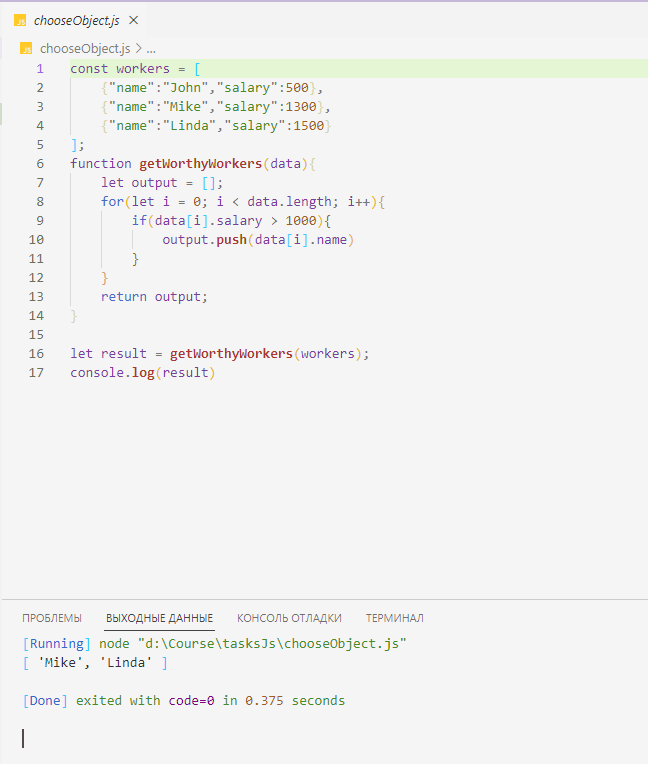 JS chooseObject.js ×
JS chooseObject.js > ...
1 const workers = [
2 {"name":"John","salary":500},
3 {"name":"Mike","salary":1300},
4 {"name":"Linda","salary":1500}
5 ];
6 function getWorthyWorkers(data){
7 let output = [];
8 for(let i = 0; i < data.length; i++){
9 if(data[i].salary > 1000){
10 output.push(data[i].name)
11 }
12 }
13 return output;
14 }
15
16 let result = getWorthyWorkers(workers);
17 console.log(result)
ПРОБЛЕМЫ ВЫХОДНЫЕ ДАННЫЕ КОНСОЛЬ ОТЛАДКИ ТЕРМИНАЛ
[Running] node "d:\Course\tasksJs\chooseObject.js"
[ 'Mike', 'Linda' ]
[Done] exited with code=0 in 0.375 seconds